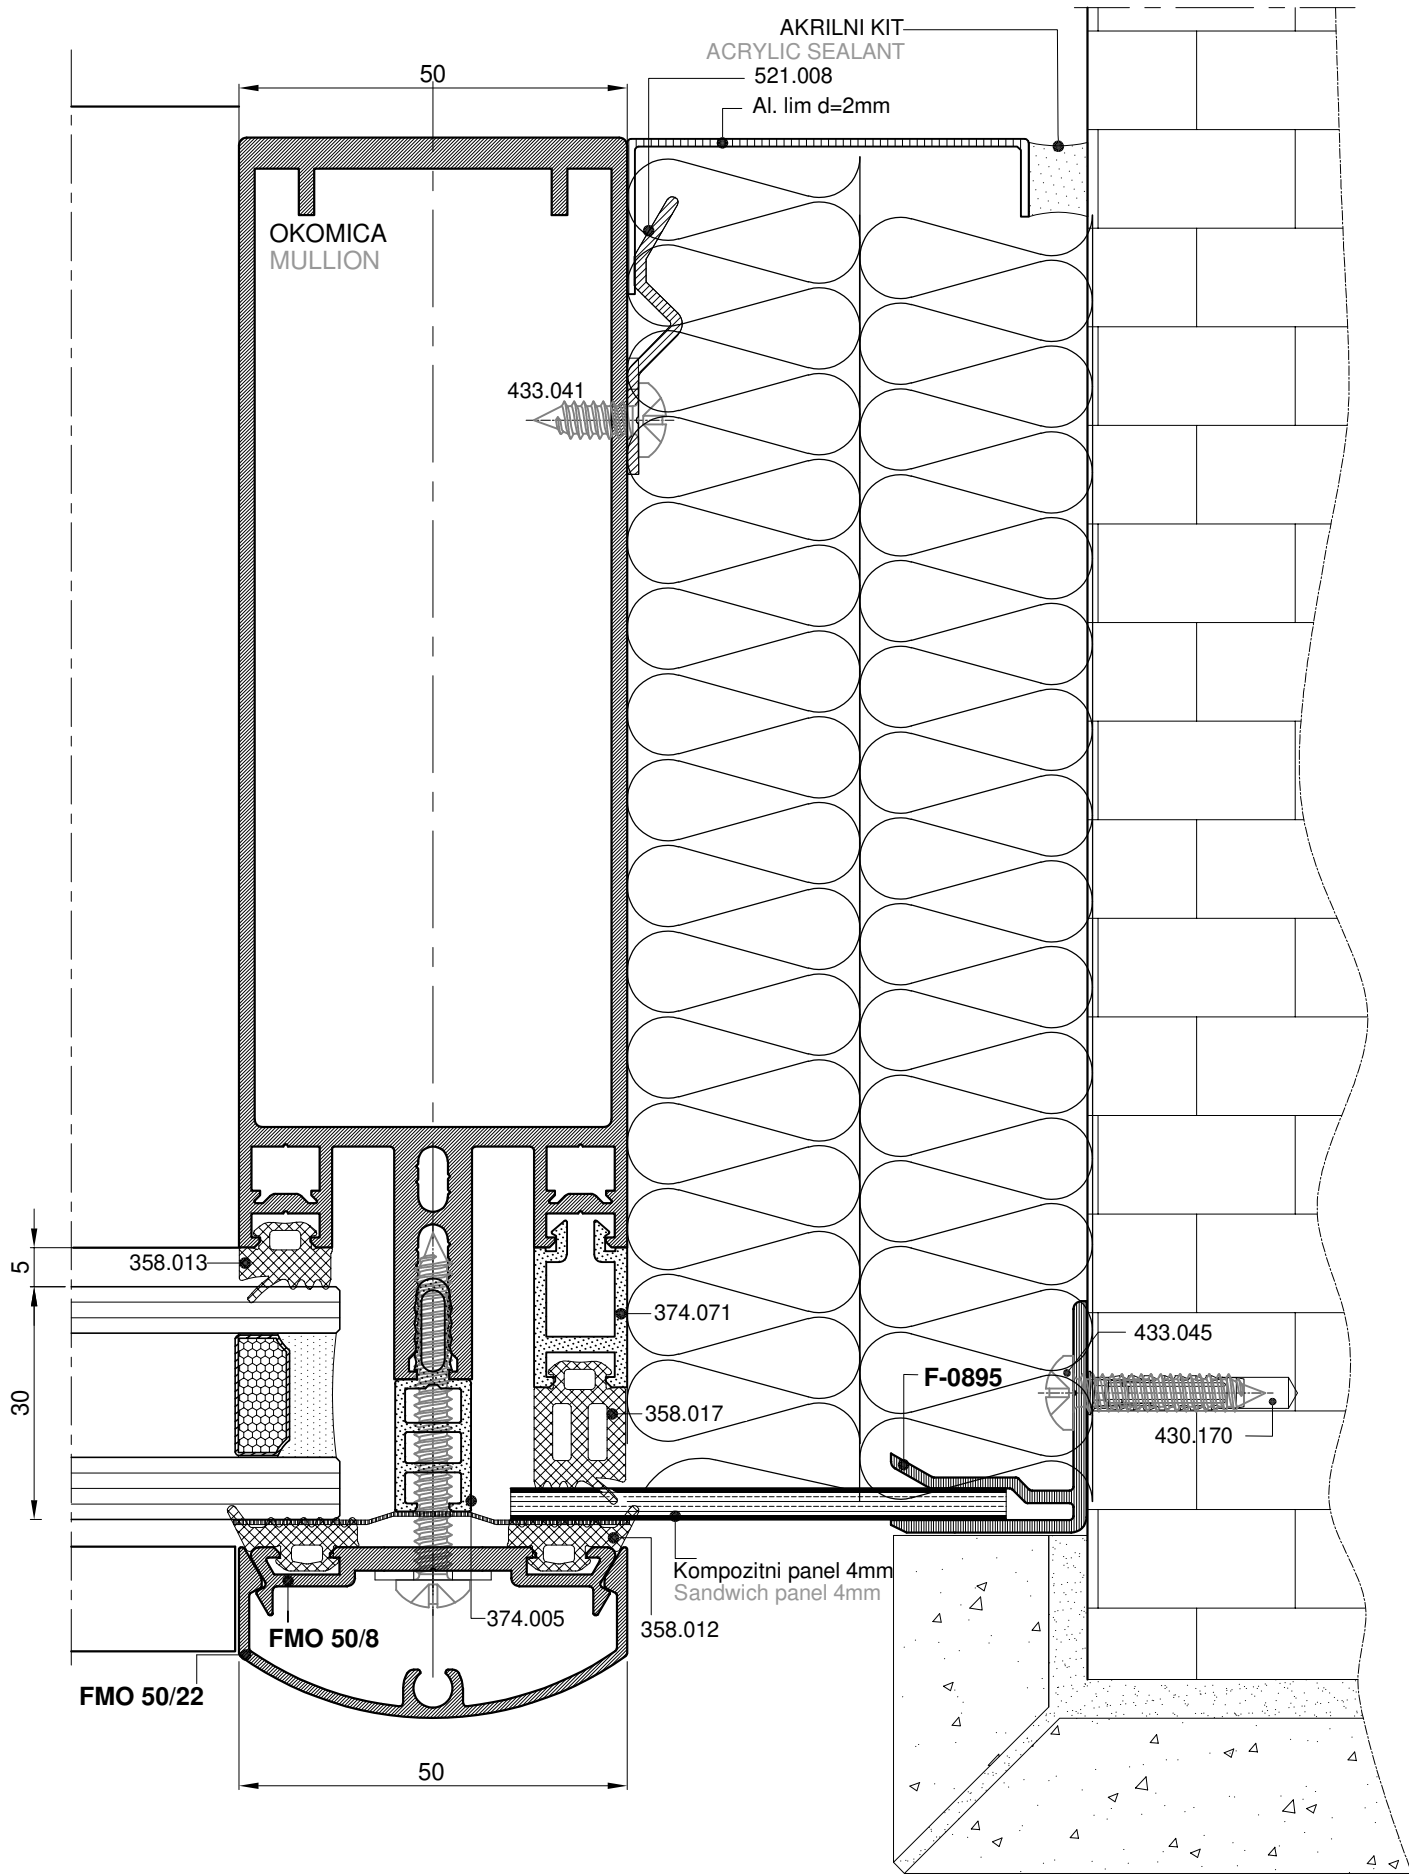 AKRILNI KIT
ACRYLIC SEALANT
521.008
Al. lim d=2mm
50
OKOMICA
MULLION
433.041
5
358.013
374.071
433.045
F-0895
30
358.017
430.170
Kompozitni panel 4mm
Sandwich panel 4mm
374.005
358.012
FMO 50/8
FMO 50/22
50